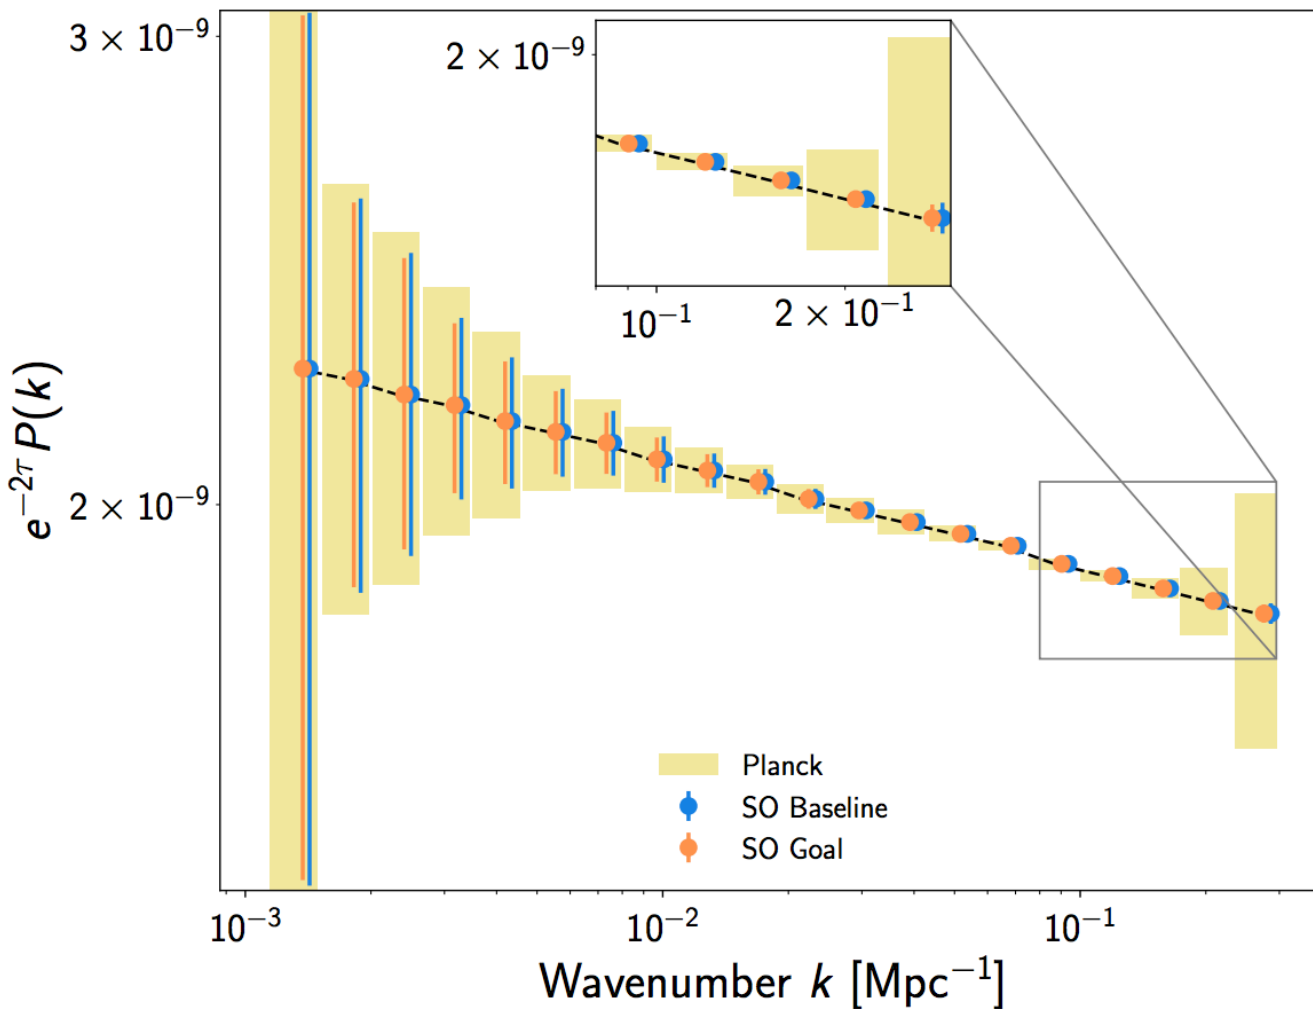 3 × 10⁻⁹
2 × 10⁻⁹
e⁻²ᵗ P(k)
2 × 10⁻⁹
10⁻¹
2 × 10⁻¹
Planck
SO Baseline
SO Goal
10⁻³
10⁻²
10⁻¹
Wavenumber k [Mpc⁻¹]